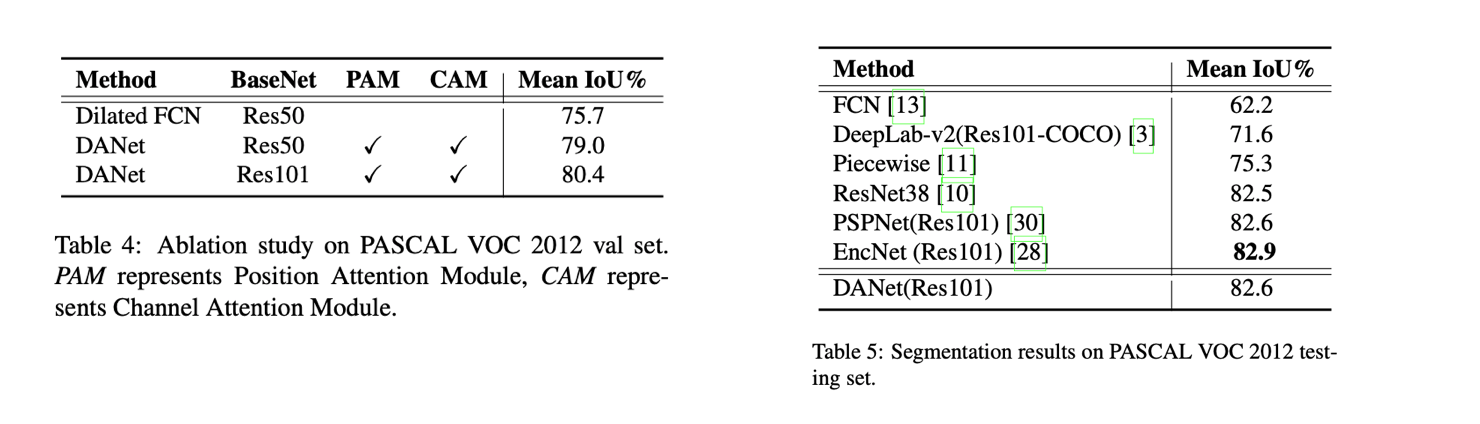 Method BaseNet PAM CAM Mean IoU%
Dilated FCN Res50 75.7
DANet Res50 ✓ ✓ 79.0
DANet Res101 ✓ ✓ 80.4
Table 4: Ablation study on PASCAL VOC 2012 val set.
PAM represents Position Attention Module, CAM repre-
sents Channel Attention Module.
Method Mean IoU%
FCN [13] 62.2
DeepLab-v2(Res101-COCO) [3] 71.6
Piecewise [11] 75.3
ResNet38 [10] 82.5
PSPNet(Res101) [30] 82.6
EncNet (Res101) [28] 82.9
DANet(Res101) 82.6
Table 5: Segmentation results on PASCAL VOC 2012 test-
ing set.